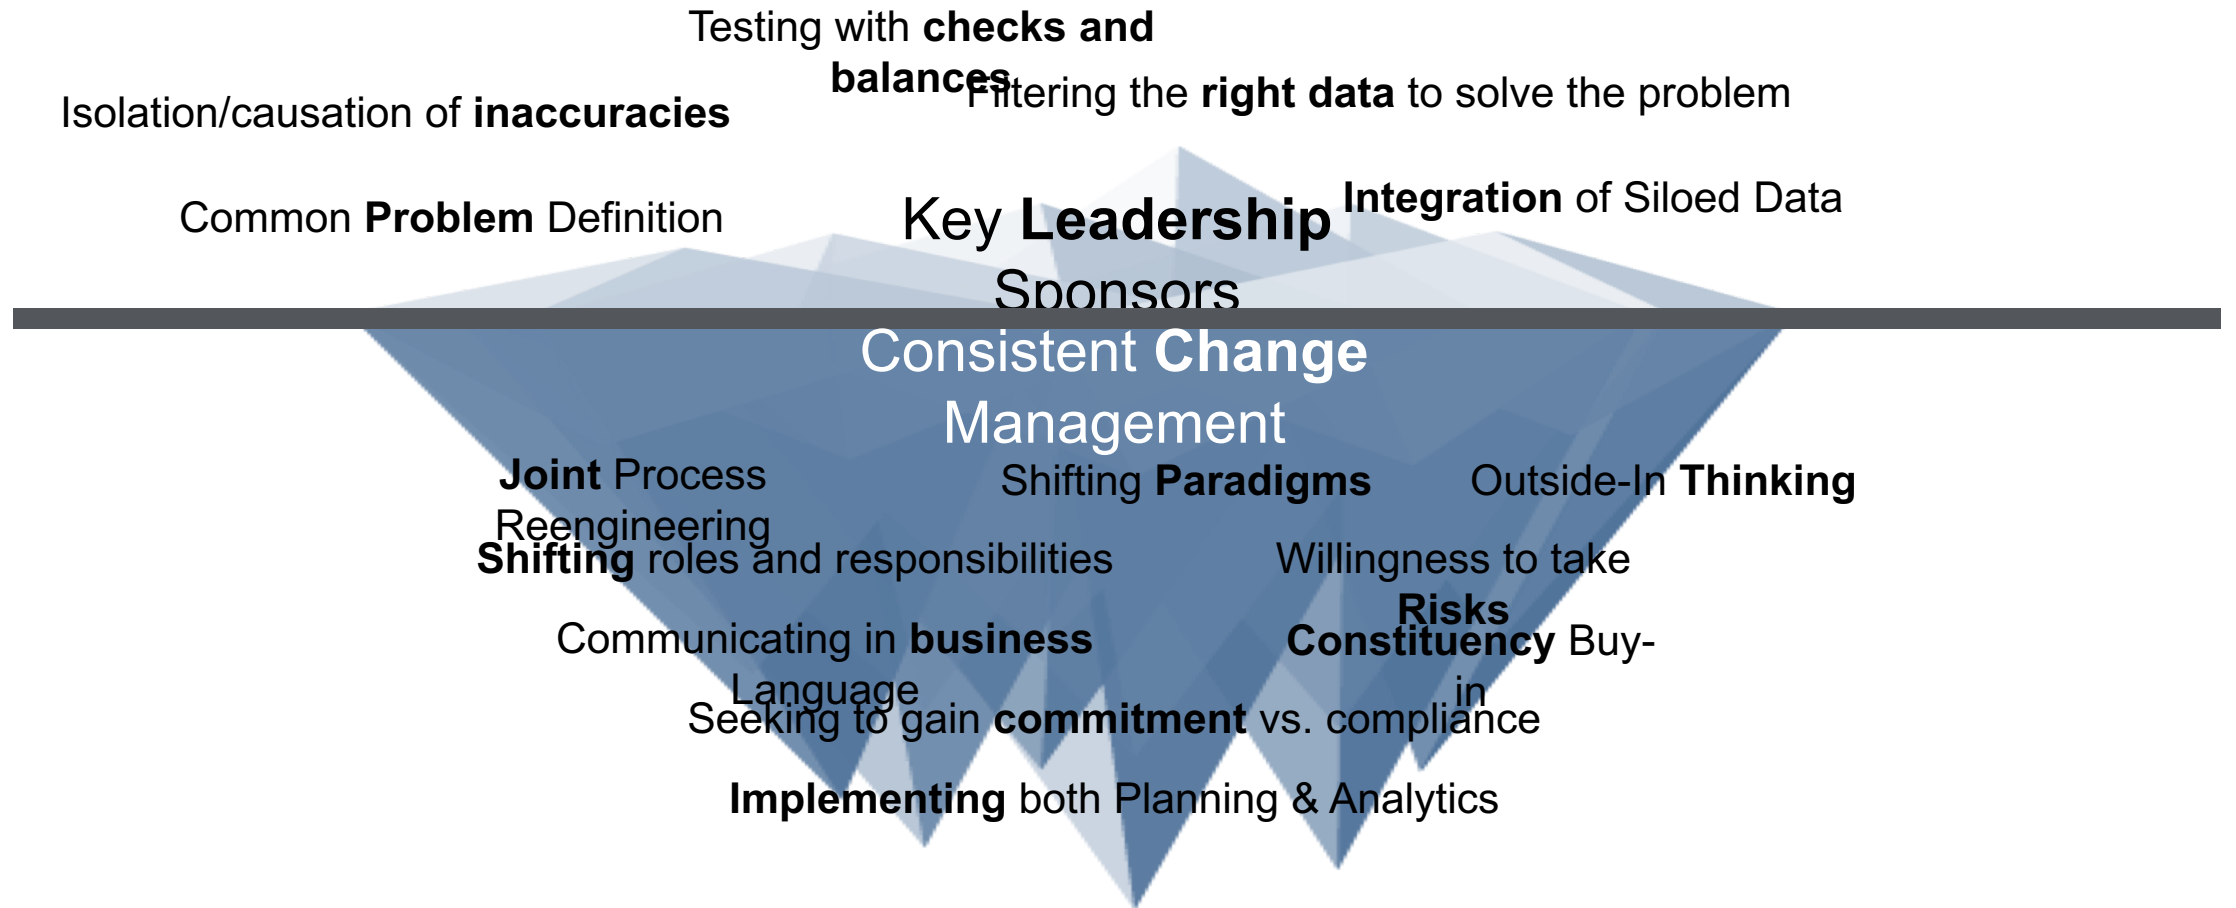 Testing with checks and
balances
Filtering the right data to solve the problem
Isolation/causation of inaccuracies
Integration of Siloed Data
Common Problem Definition
Key Leadership
Sponsors
Consistent Change
Management
Joint Process
Reengineering
Shifting Paradigms
Outside-In Thinking
Shifting roles and responsibilities
Willingness to take
Risks
Communicating in business
Language
Constituency Buy-
in
Seeking to gain commitment vs. compliance
Implementing both Planning & Analytics